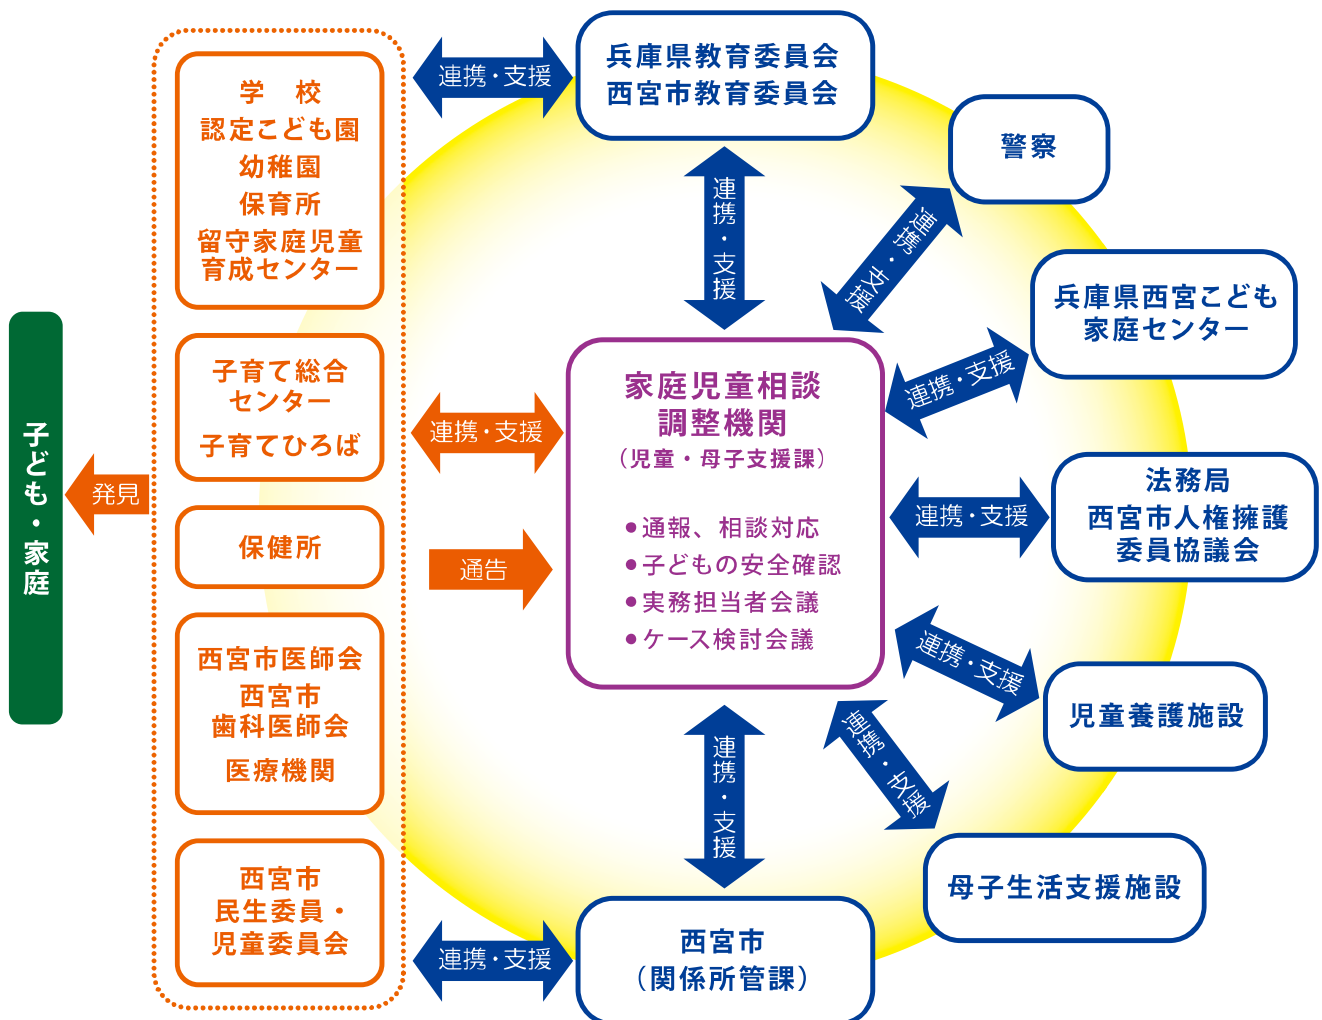 子ども・家庭
発見
学　校
認定こども園
幼稚園
保育所
留守家庭児童
育成センター
子育て総合
センター
子育てひろば
保健所
西宮市医師会
西宮市
歯科医師会
医療機関
西宮市
民生委員・
児童委員会
連携・支援
連携・支援
通告
連携・支援
兵庫県教育委員会
西宮市教育委員会
連携・支援
家庭児童相談
調整機関
（児童・母子支援課）
●通報、相談対応
●子どもの安全確認
●実務担当者会議
●ケース検討会議
連携・支援
西宮市
（関係所管課）
連携・支援
警察
連携・支援
兵庫県西宮こども
家庭センター
連携・支援
法務局
西宮市人権擁護
委員協議会
連携・支援
児童養護施設
連携・支援
母子生活支援施設